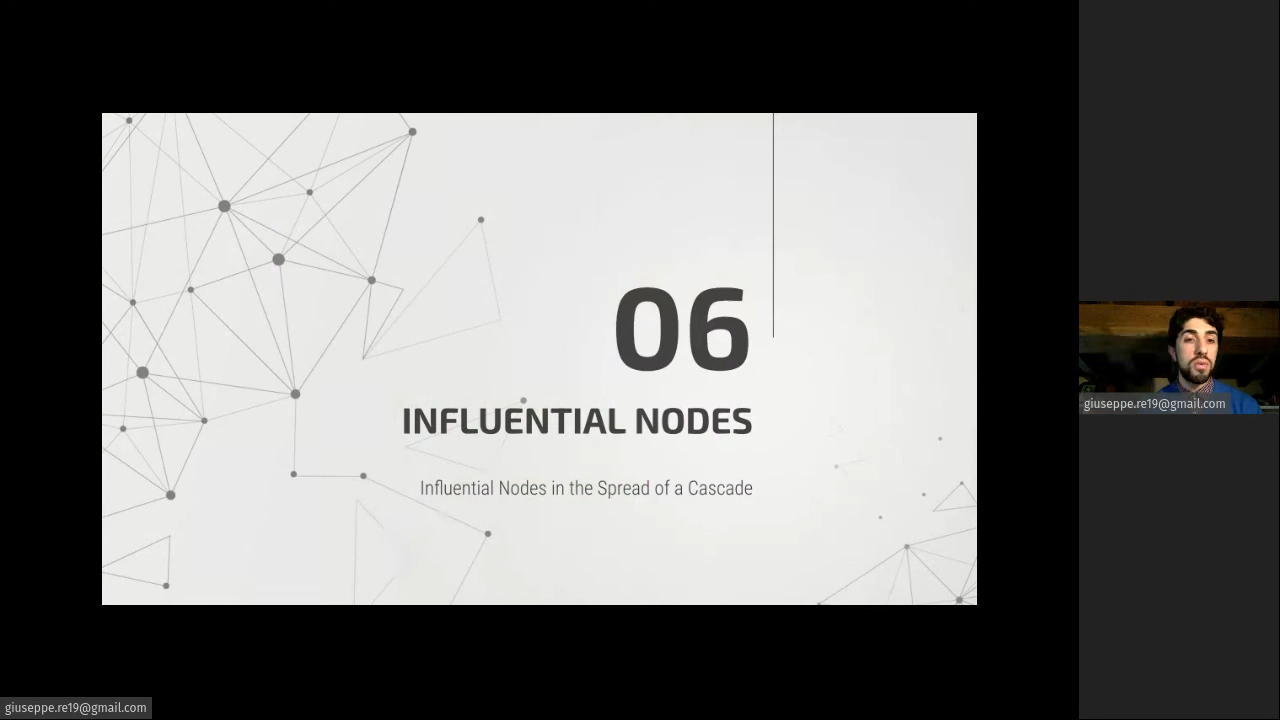 06
INFLUENTIAL NODES
Influential Nodes in the Spread of a Cascade
giuseppe.re19@gmail.com
giuseppe.re19@gmail.com